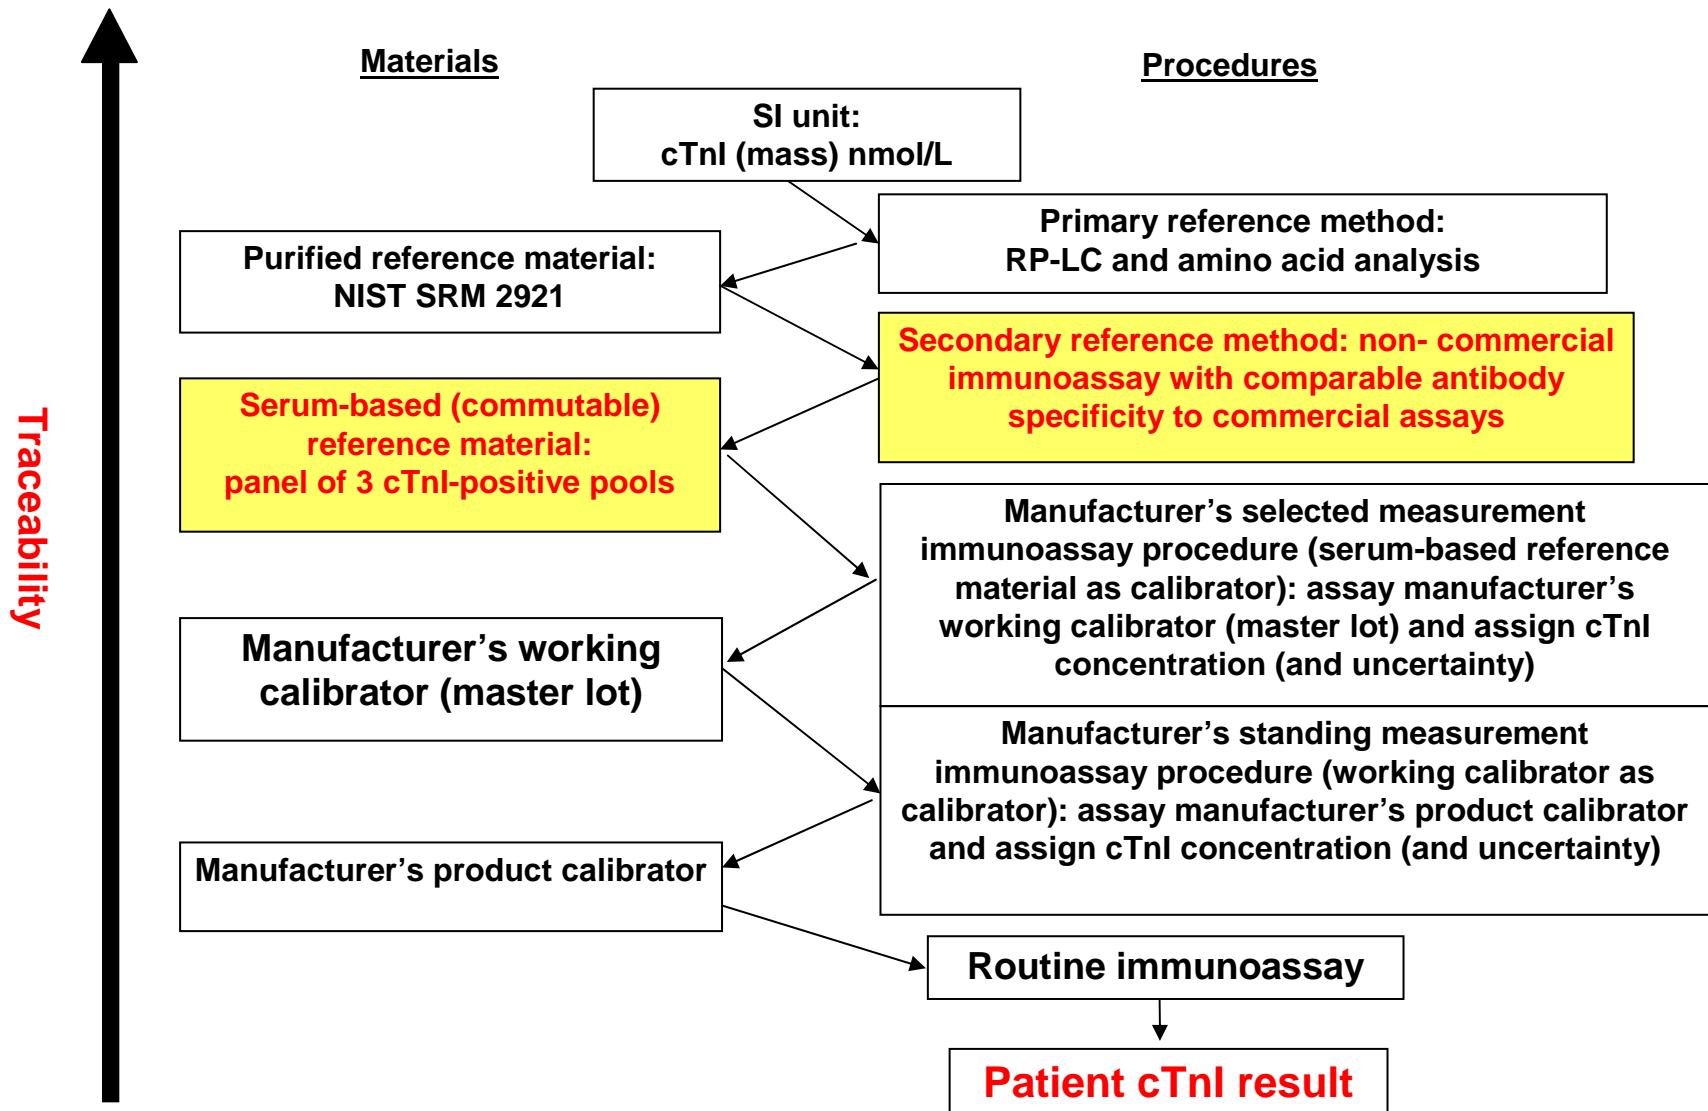 Materials
Procedures
SI unit:
cTnI (mass) nmol/L
Primary reference method:
RP-LC and amino acid analysis
Purified reference material:
NIST SRM 2921
Secondary reference method: non- commercial
immunoassay with comparable antibody
specificity to commercial assays
Serum-based (commutable)
reference material:
panel of 3 cTnI-positive pools
Traceability
Manufacturer’s selected measurement
immunoassay procedure (serum-based reference
material as calibrator): assay manufacturer’s
working calibrator (master lot) and assign cTnI
concentration (and uncertainty)
Manufacturer’s working
calibrator (master lot)
Manufacturer’s standing measurement
immunoassay procedure (working calibrator as
calibrator): assay manufacturer’s product calibrator
and assign cTnI concentration (and uncertainty)
Manufacturer’s product calibrator
Routine immunoassay
Patient cTnI result